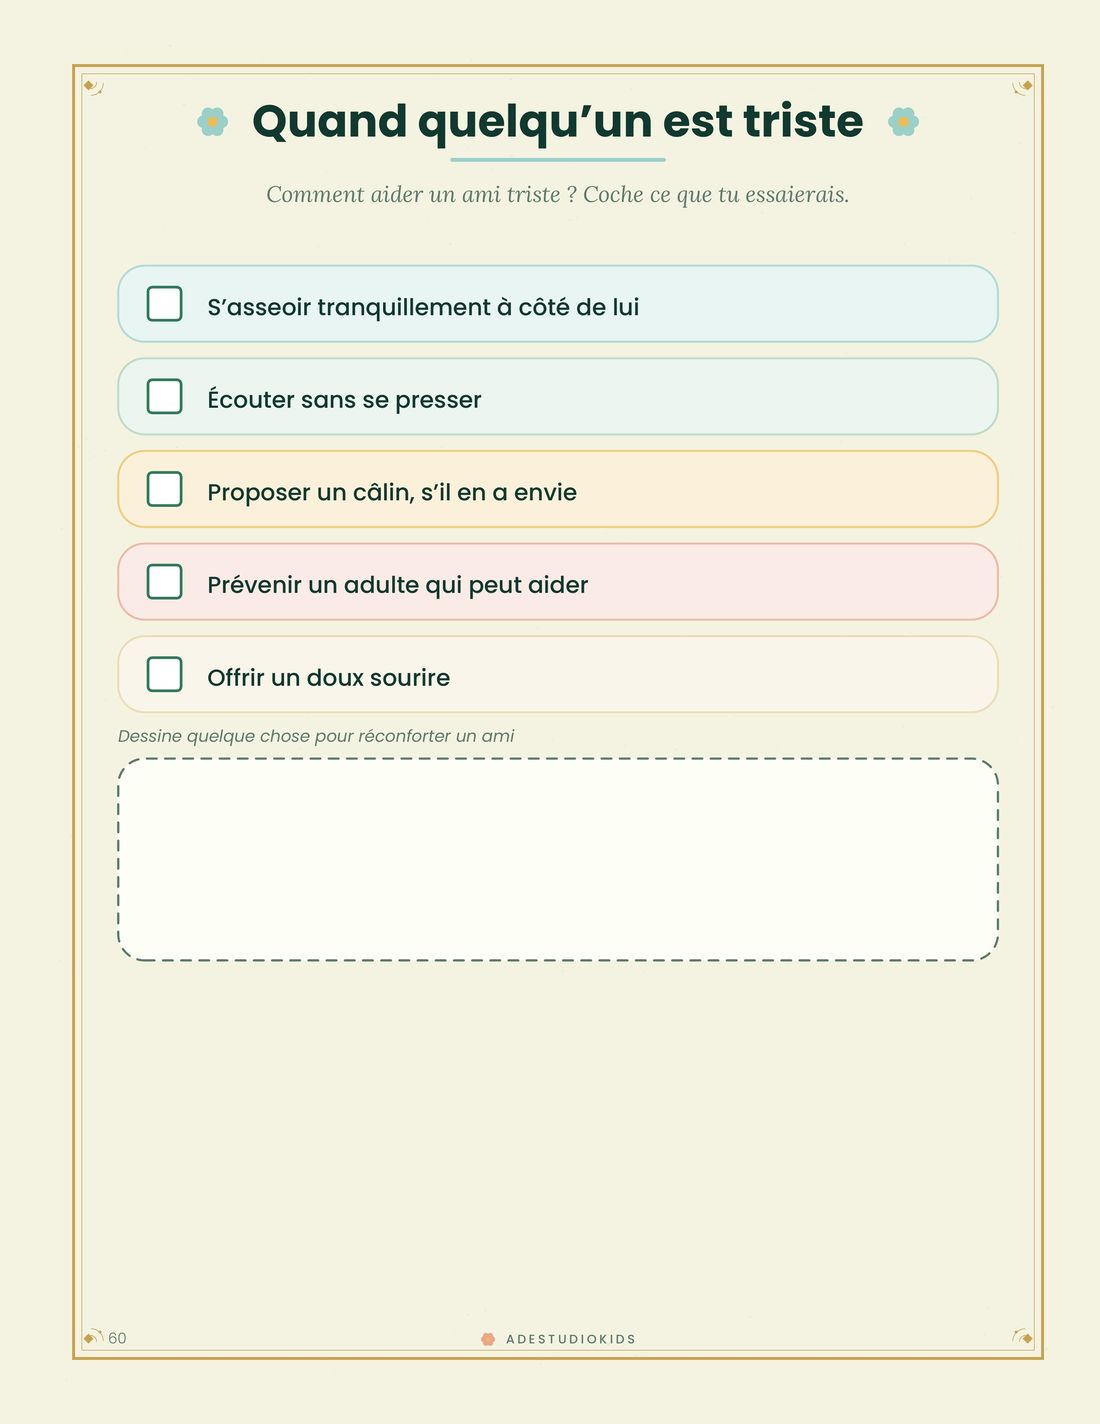 Quand quelqu’un est triste
Comment aider un ami triste ? Coche ce que tu essaierais.
S’asseoir tranquillement à côté de lui
Écouter sans se presser
Proposer un câlin, s’il en a envie
Prévenir un adulte qui peut aider
Offrir un doux sourire
Dessine quelque chose pour réconforter un ami
60
ADESTUDIOKIDS